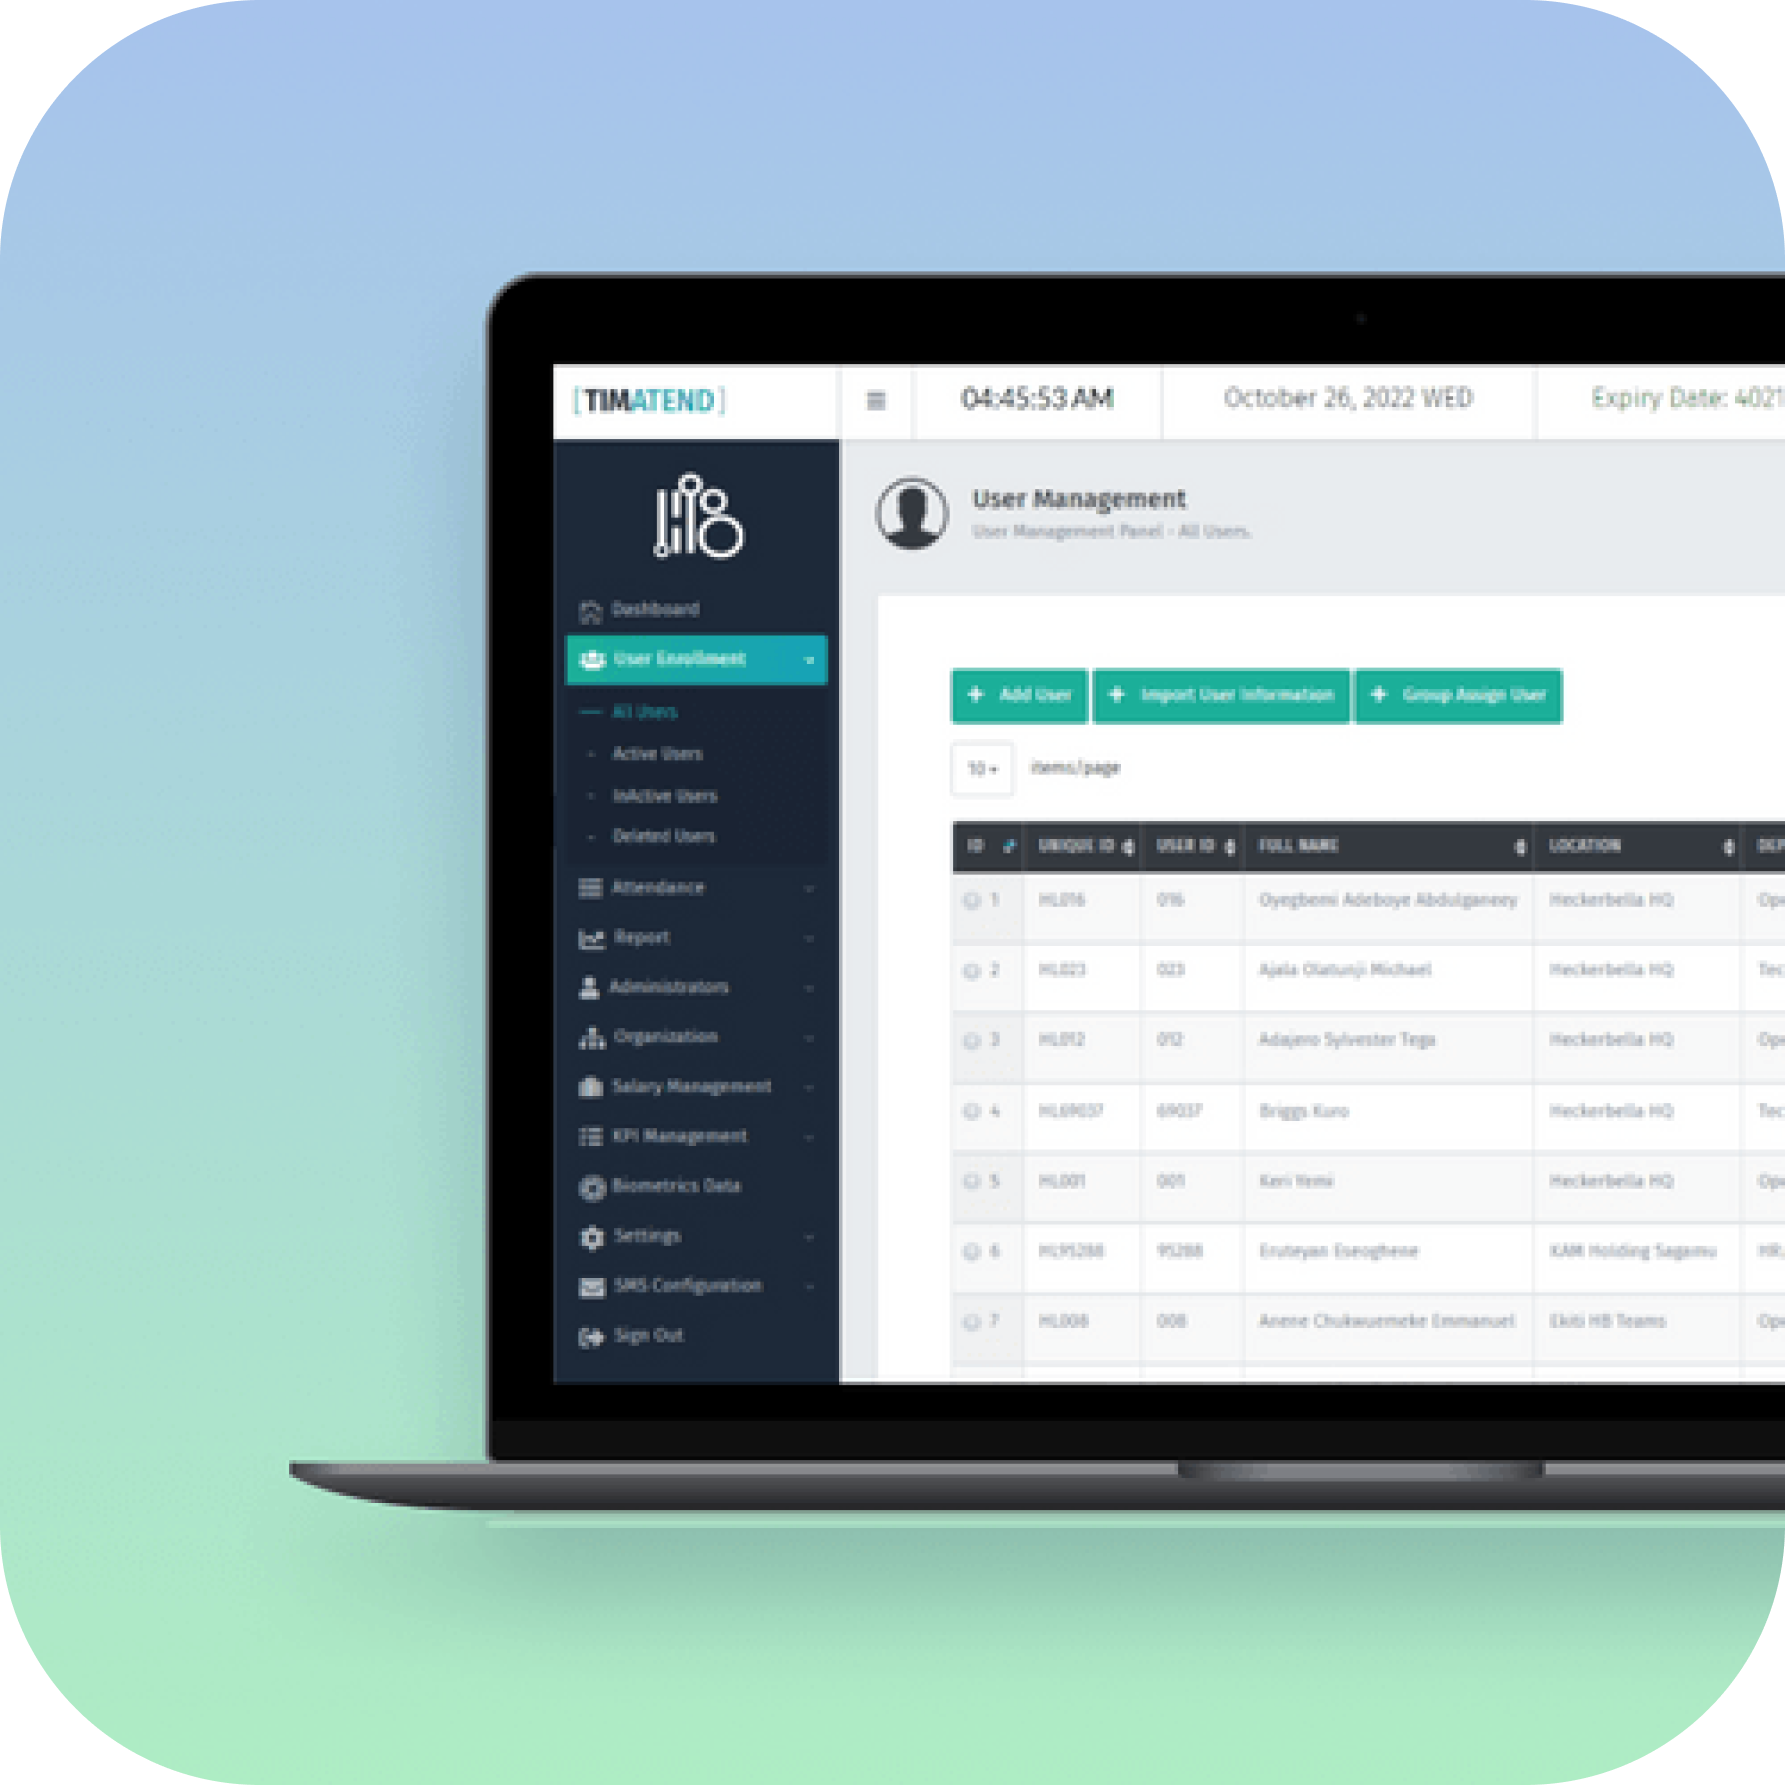 [TIMATEND]
04:45:53 AM
October 26, 2022 WED
Expiry Date: 4021
User Management
User Management Panel - All Users.
Dashboard
User Enrollment
All Users
Active Users
InActive Users
Deleted Users
Attendance
Report
Administrators
Organization
Salary Management
KPI Management
Biometrics Data
Settings
SMS Configuration
Sign Out
+ Add User
+ Import User Information
+ Group Assign User
10
items/page
ID UNIQUE ID USER ID FULL NAME LOCATION DEP
1 HL016 016 Oyegbemi Adeboye Abdulganeey Heckerbella HQ Ope
2 HL023 023 Ajala Olatunji Michael Heckerbella HQ Tec
3 HL012 012 Adajero Sylvester Tega Heckerbella HQ Ope
4 HL69037 69037 Briggs Kuro Heckerbella HQ Tec
5 HL001 001 Keri Yemi Heckerbella HQ Ope
6 HL95288 95288 Eruteyan Eseoghene KAM Holding Sagamu HR
7 HL008 008 Anene Chukwuemeke Emmanuel Ekiti HB Teams Ope